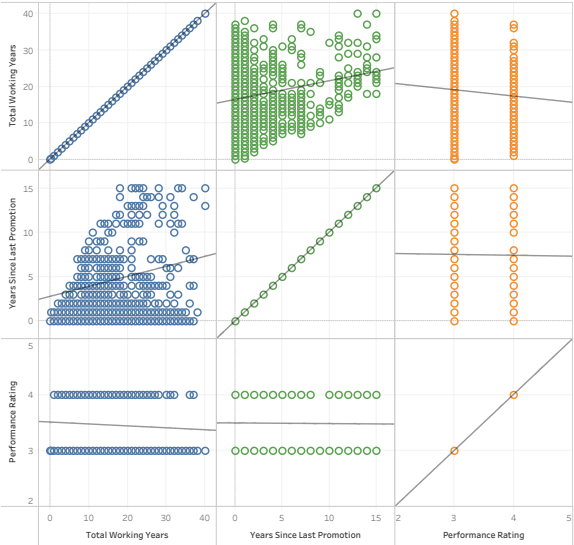 40
30
20
10
0
Total Working Years
15
10
5
0
Years Since Last Promotion
5
4
3
2
Performance Rating
0 10 20 30 40 0 5 10 15 2 3 4 5
Total Working Years Years Since Last Promotion Performance Rating